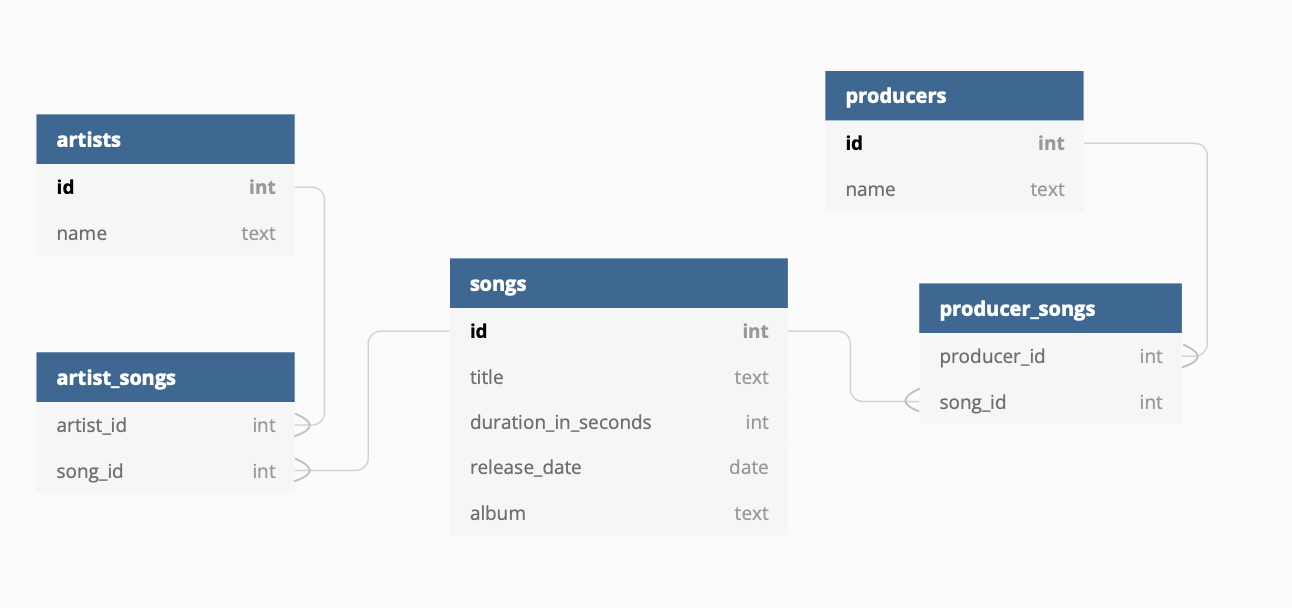 artists
id int
name text
artist_songs
artist_id int
song_id int
songs
id int
title text
duration_in_seconds int
release_date date
album text
producers
id int
name text
producer_songs
producer_id int
song_id int